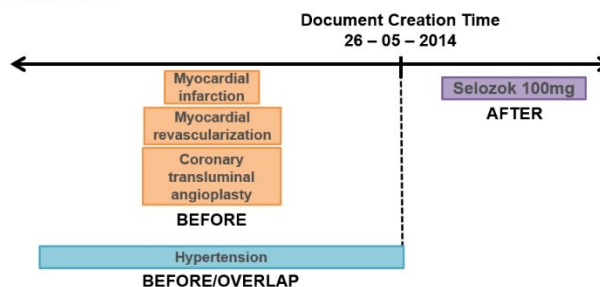 Document Creation Time
26 – 05 – 2014
Myocardial
infarction
Selozok 100mg
Myocardial
revascularization
AFTER
Coronary
transluminal
angioplasty
BEFORE
Hypertension
BEFORE/OVERLAP